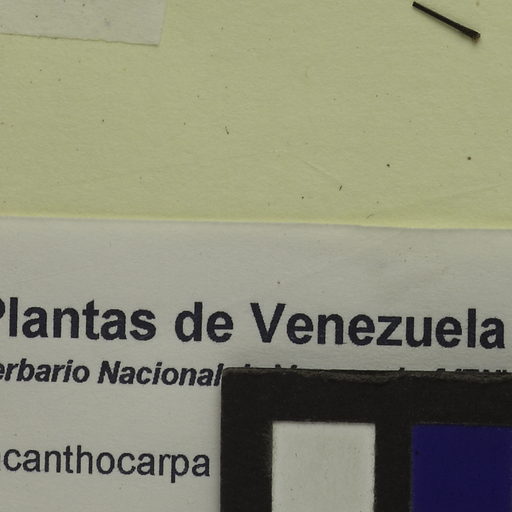 Plantas de Venezuela
erbario Nacional
acanthocarpa